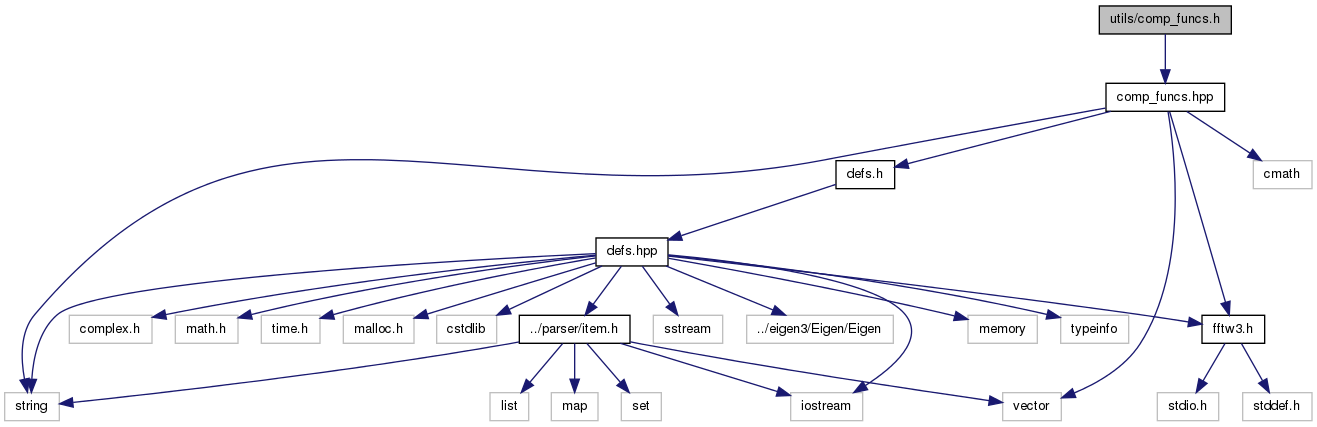 utils/comp_funcs.h
comp_funcs.hpp
defs.h
cmath
defs.hpp
complex.h
math.h
time.h
malloc.h
cstdlib
../parser/item.h
sstream
../eigen3/Eigen/Eigen
memory
typeinfo
fftw3.h
string
list
map
set
iostream
vector
stdio.h
stddef.h